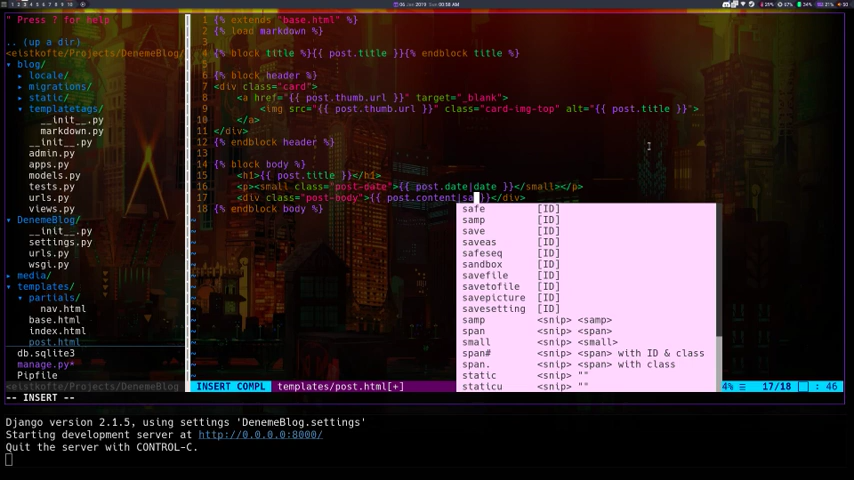 06 Jan 2019 00:58 AM
" Press ? for help
.. (up a dir)
<eistkofte/Projects/DenemeBlog/
▾ blog/
▸ locale/
▸ migrations/
▸ static/
▾ templatetags/
__init__.py
markdown.py
__init__.py
admin.py
apps.py
models.py
tests.py
urls.py
views.py
▾ DenemeBlog/
__init__.py
settings.py
urls.py
wsgi.py
▸ media/
▾ templates/
▾ partials/
nav.html
base.html
index.html
post.html
db.sqlite3
manage.py*
Pipfile
<eistkofte/Projects/DenemeBlog
1 {% extends 'base.html" %}
2 {% load markdown %}
3
4 {% block title %}{{ post.title }}{% endblock title %}
5
6 {% block header %}
7 <div class="card">
8 <a href="{{ post.thumb.url }}" target="_blank">
9 <img src="{{ post.thumb.url }}" class="card-img-top" alt="{{ post.title }}">
10 </a>
11 </div>
12 {% endblock header %}
13
14 {% block body %}
15 <h1>{{ post.title }}</h1>
16 <p><small class="post-date">{{ post.date|date }}</small></p>
17 <div class="post-body">{{ post.content|sa }}</div>
18 {% endblock body %}
safe [ID]
samp [ID]
save [ID]
saveas [ID]
safeseq [ID]
sandbox [ID]
savefile [ID]
savetofile [ID]
savepicture [ID]
savesetting [ID]
samp <snip> <samp>
span <snip> <span>
small <snip> <small>
span# <snip> <span> with ID & class
span. <snip> <span> with class
static <snip> ""
staticu <snip> ""
INSERT COMPL templates/post.html[+] 4% ☰ 17/18 : 46
-- INSERT --
Django version 2.1.5, using settings 'DenemeBlog.settings'
Starting development server at http://0.0.0.0:8000/
Quit the server with CONTROL-C.